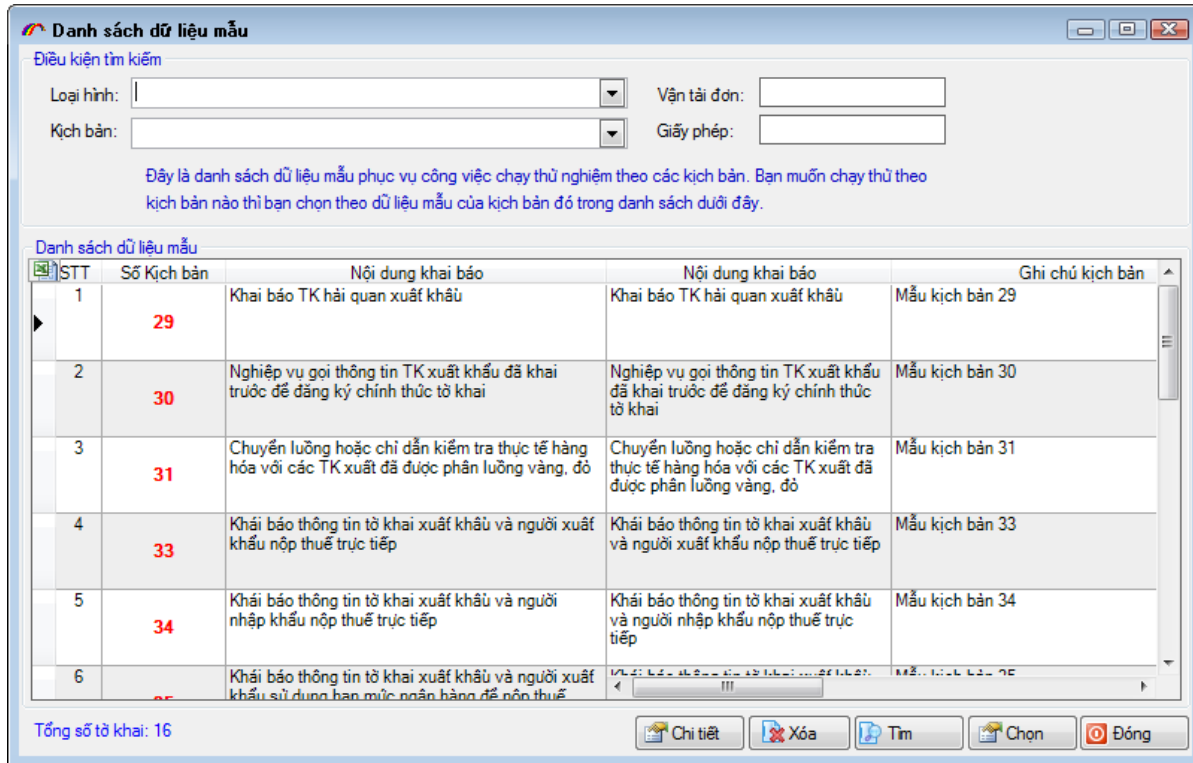 Danh sách dữ liệu mẫu
Điều kiện tìm kiếm
Loại hình:
Vận tải đơn:
Kịch bản:
Giấy phép:
Đây là danh sách dữ liệu mẫu phục vụ công việc chạy thử nghiệm theo các kịch bản. Bạn muốn chạy thử theo
kịch bản nào thì bạn chọn theo dữ liệu mẫu của kịch bản đó trong danh sách dưới đây.
Danh sách dữ liệu mẫu
STT Số Kịch bản Nội dung khai báo Nội dung khai báo Ghi chú kịch bản
1 29 Khai báo TK hải quan xuất khẩu Khai báo TK hải quan xuất khẩu Mẫu kịch bản 29
2 30 Nghiệp vụ gọi thông tin TK xuất khẩu đã khai
trước để đăng ký chính thức tờ khai
Nghiệp vụ gọi thông tin TK xuất khẩu
đã khai trước để đăng ký chính thức
tờ khai
Mẫu kịch bản 30
3 31 Chuyển luồng hoặc chỉ dẫn kiểm tra thực tế hàng
hóa với các TK xuất đã được phân luồng vàng, đỏ
Chuyển luồng hoặc chỉ dẫn kiểm tra
thực tế hàng hóa với các TK xuất đã
được phân luồng vàng, đỏ
Mẫu kịch bản 31
4 33 Khái báo thông tin tờ khai xuất khẩu và người xuất
khẩu nộp thuế trực tiếp
Khái báo thông tin tờ khai xuất khẩu
và người xuất khẩu nộp thuế trực tiếp
Mẫu kịch bản 33
5 34 Khái báo thông tin tờ khai xuất khẩu và người
nhập khẩu nộp thuế trực tiếp
Khái báo thông tin tờ khai xuất khẩu
và người nhập khẩu nộp thuế trực
tiếp
Mẫu kịch bản 34
6 Khái báo thông tin tờ khai xuất khẩu và người xuất
khẩu sử dụng hạn mức ngân hàng để nộp thuế
Tổng số tờ khai: 16
Chi tiết
Xóa
Tìm
Chọn
Đóng